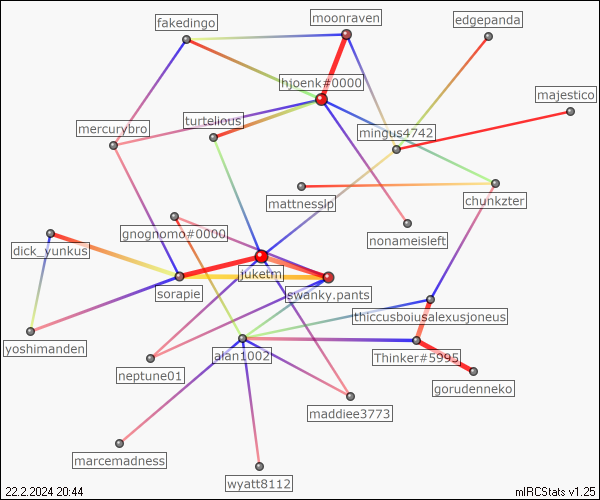 moonraven
fakedingo
edgepanda
hjoenk#0000
majestico
turtelious
mercurybro
mingus4742
mattnesslp
chunkzter
gnognomo#0000
nonameisleft
dick_yunkus
juketm
sorapie
swanky.pants
thiccusboiusalexusjoneus
yoshimanden
alan1002
Thinker#5995
neptune01
gorudenneko
maddiee3773
marcemadness
wyatt8112
22.2.2024 20:44
mIRCStats v1.25